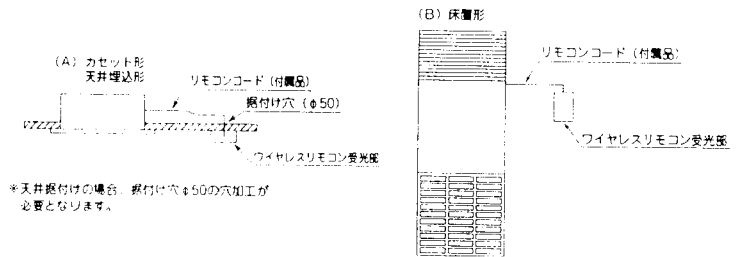 (A) カセット形
天井埋込形
リモコンコード (付属品)
据付け穴 (φ50)
ワイヤレスリモコン受光部
※天井据付けの場合、据付け穴φ50の穴加工が
必要となります。
(B) 床置形
リモコンコード (付属品)
ワイヤレスリモコン受光部